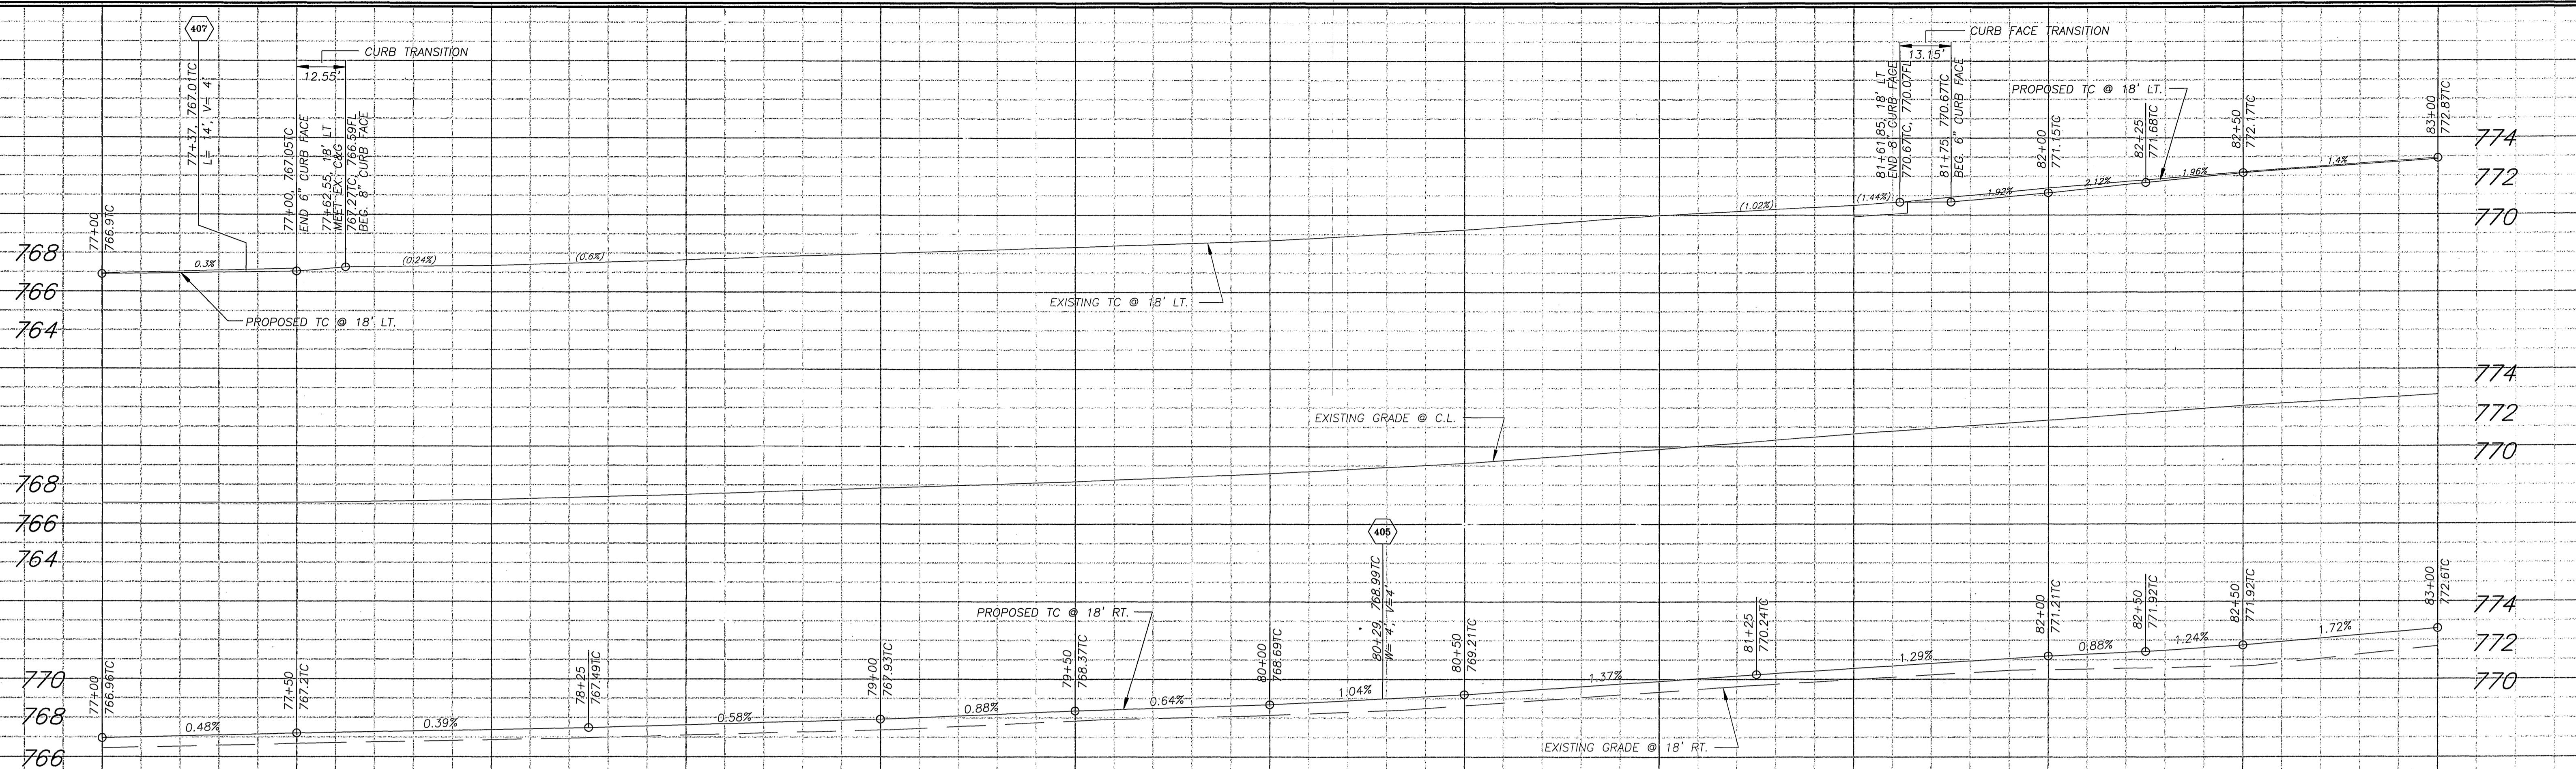 407
77+37, 767.01TC
L= 14', V= 4'
CURB TRANSITION
12.55'
77+00
766.9TC
77+00, 767.05TC
END 6" CURB FACE
77+62.55, 18' LT
MEET EX. C&G
767.27TC, 766.59FL
BEG. 8" CURB FACE
0.3%
(0.24%)
(0.6%)
PROPOSED TC @ 18' LT.
EXISTING TC @ 18' LT.
768
766
764
CURB FACE TRANSITION
13.15'
81+61.85, 18' LT
END 8" CURB FACE
770.67TC, 770.07FL
81+75, 770.67TC
BEG. 6" CURB FACE
PROPOSED TC @ 18' LT.
82+00
771.15TC
82+25
771.68TC
82+50
772.17TC
83+00
772.87TC
(1.02%)
(1.44%)
1.92%
2.12%
1.96%
1.4%
774
772
770
EXISTING GRADE @ C.L.
768
766
764
774
772
770
405
80+29, 768.99TC
W= 4', V=4'
PROPOSED TC @ 18' RT.
77+00
766.96TC
77+50
767.2TC
78+25
767.49TC
79+00
767.93TC
79+50
768.37TC
80+00
768.69TC
80+50
769.21TC
81+25
770.24TC
82+00
771.21TC
82+50
771.92TC
82+50
771.92TC
83+00
772.6TC
0.48%
0.39%
0.58%
0.88%
0.64%
1.04%
1.37%
1.29%
0.88%
1.24%
1.72%
EXISTING GRADE @ 18' RT.
770
768
766
774
772
770